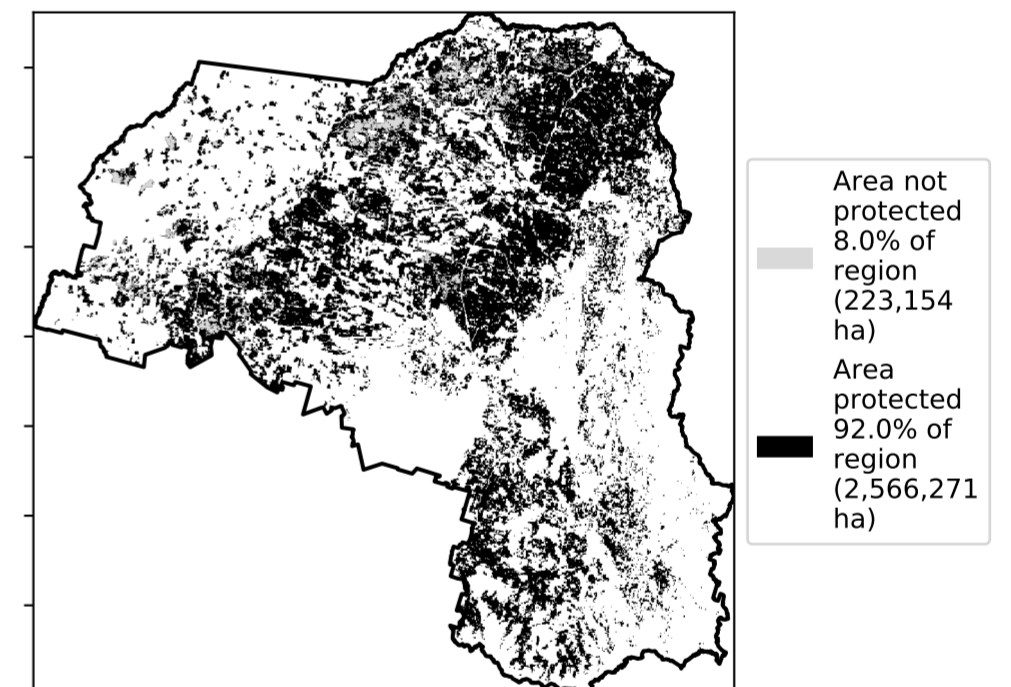 Area not
protected
8.0% of
region
(223,154
ha)
Area
protected
92.0% of
region
(2,566,271
ha)